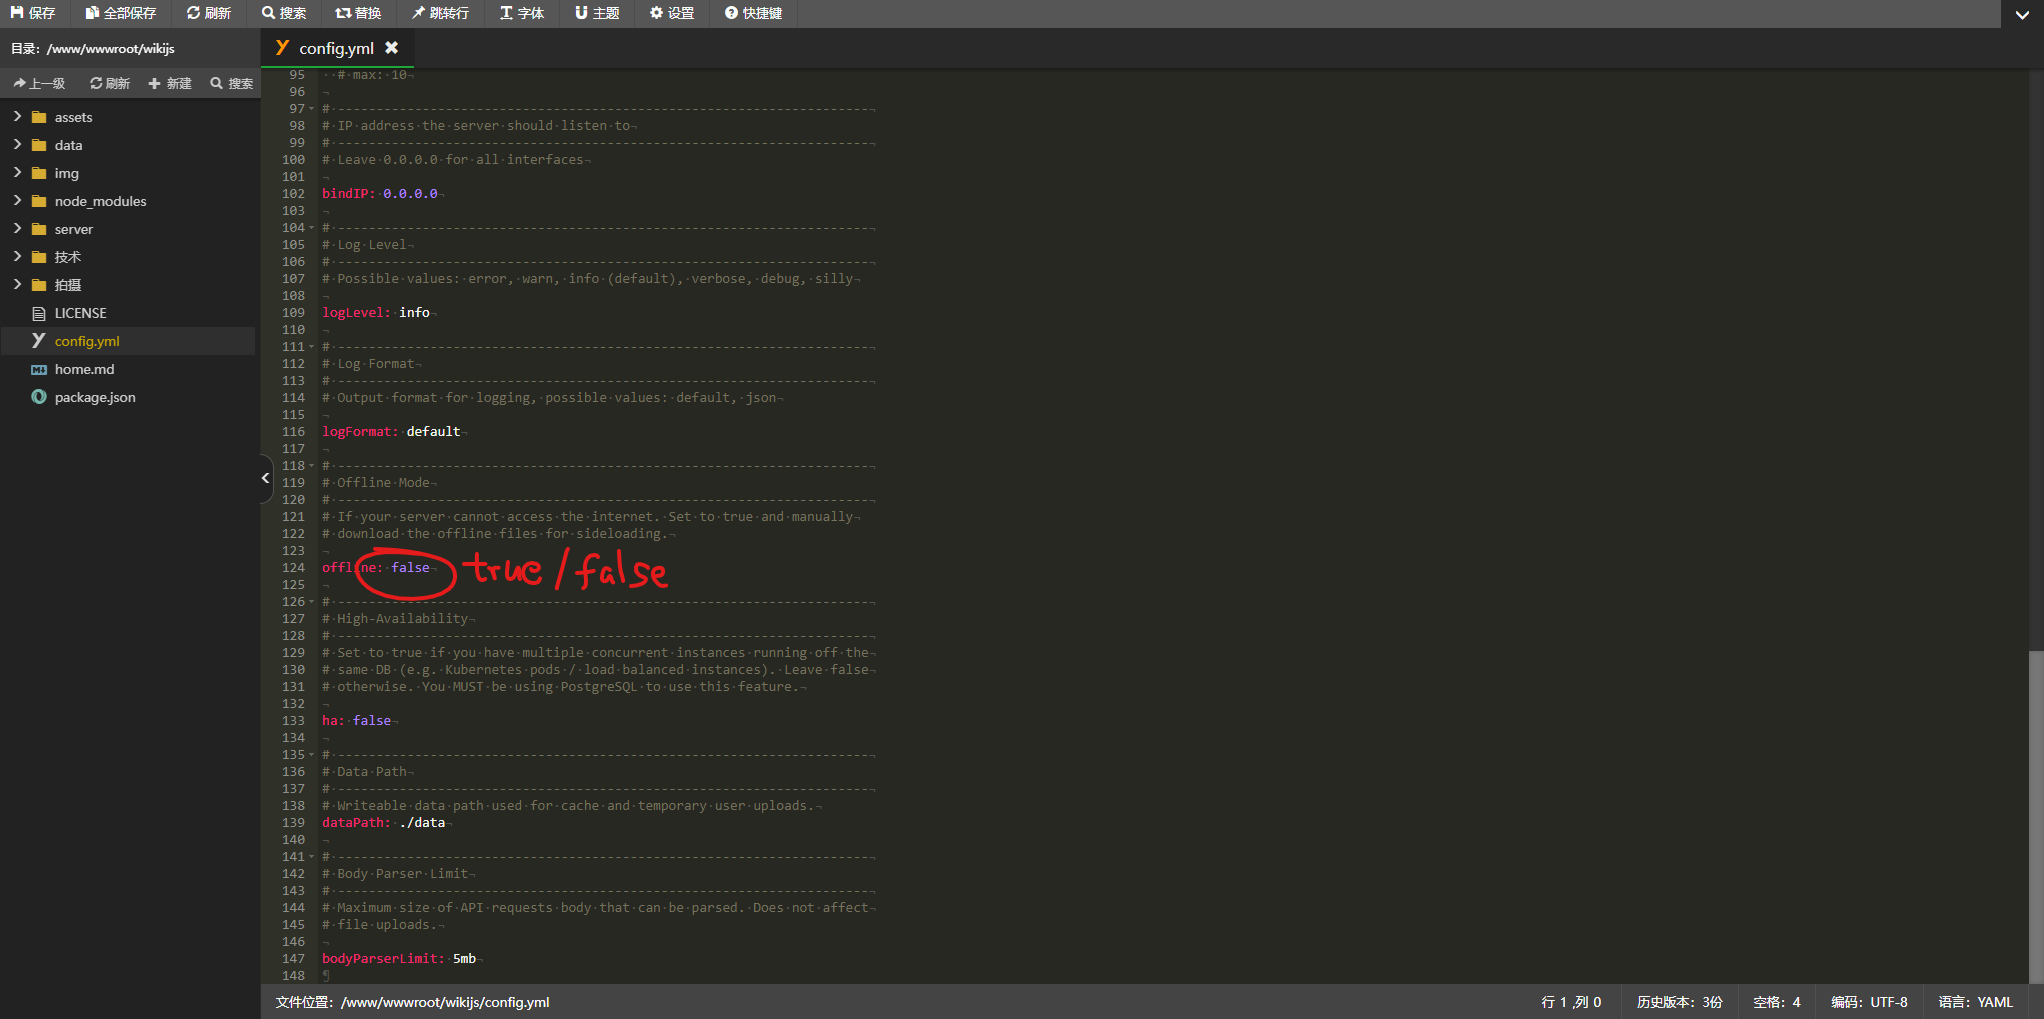 保存 全部保存 刷新 搜索 替换 跳转行 字体 主题 设置 快捷键
目录：/www/wwwroot/wikijs
config.yml
上一级 刷新 新建 搜索
assets
data
img
node_modules
server
技术
拍摄
LICENSE
config.yml
home.md
package.json
95 # max: 10
96
97 # ---------------------------------------------------------------------
98 # IP address the server should listen to
99 # ---------------------------------------------------------------------
100 # Leave 0.0.0.0 for all interfaces
101
102 bindIP: 0.0.0.0
103
104 # ---------------------------------------------------------------------
105 # Log Level
106 # ---------------------------------------------------------------------
107 # Possible values: error, warn, info (default), verbose, debug, silly
108
109 logLevel: info
110
111 # ---------------------------------------------------------------------
112 # Log Format
113 # ---------------------------------------------------------------------
114 # Output format for logging, possible values: default, json
115
116 logFormat: default
117
118 # ---------------------------------------------------------------------
119 # Offline Mode
120 # ---------------------------------------------------------------------
121 # If your server cannot access the internet. Set to true and manually
122 # download the offline files for sideloading.
123
124 offline: false true/false
125
126 # ---------------------------------------------------------------------
127 # High-Availability
128 # ---------------------------------------------------------------------
129 # Set to true if you have multiple concurrent instances running off the
130 # same DB (e.g. Kubernetes pods / load balanced instances). Leave false
131 # otherwise. You MUST be using PostgreSQL to use this feature.
132
133 ha: false
134
135 # ---------------------------------------------------------------------
136 # Data Path
137 # ---------------------------------------------------------------------
138 # Writeable data path used for cache and temporary user uploads.
139 dataPath: ./data
140
141 # ---------------------------------------------------------------------
142 # Body Parser Limit
143 # ---------------------------------------------------------------------
144 # Maximum size of API requests body that can be parsed. Does not affect
145 # file uploads.
146
147 bodyParserLimit: 5mb
148
文件位置：/www/wwwroot/wikijs/config.yml 行 1 ,列 0 历史版本：3份 空格：4 编码：UTF-8 语言：YAML